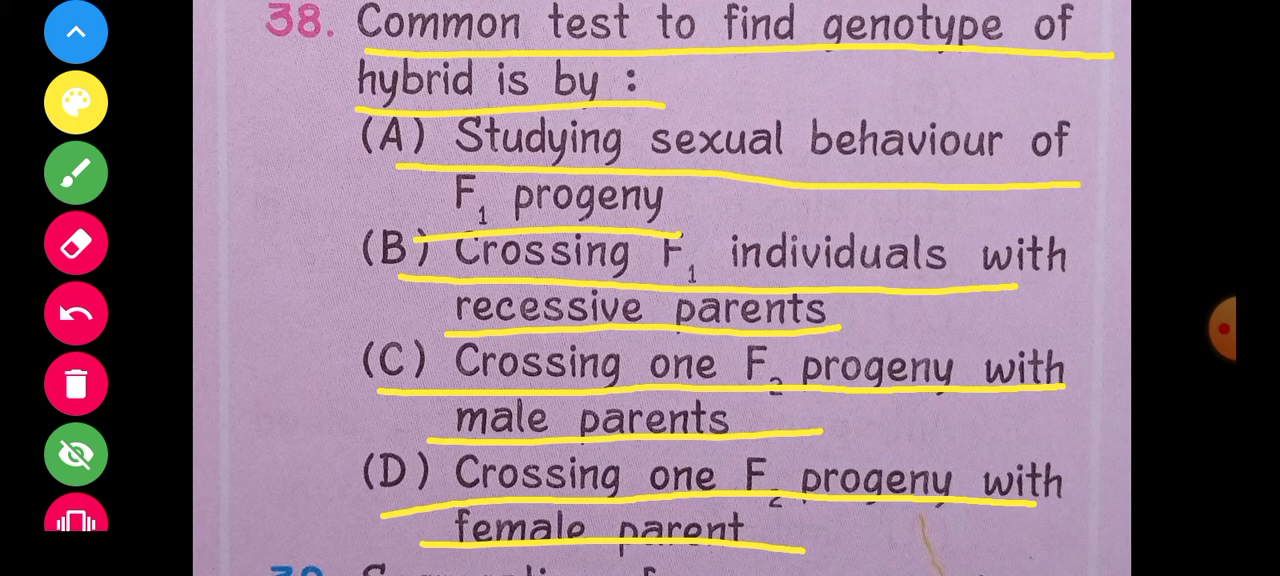 38. Common test to find genotype of
hybrid is by :
(A) Studying sexual behaviour of
F₁ progeny
(B) Crossing F₁ individuals with
recessive parents
(C) Crossing one F₂ progeny with
male parents
(D) Crossing one F₂ progeny with
female parent